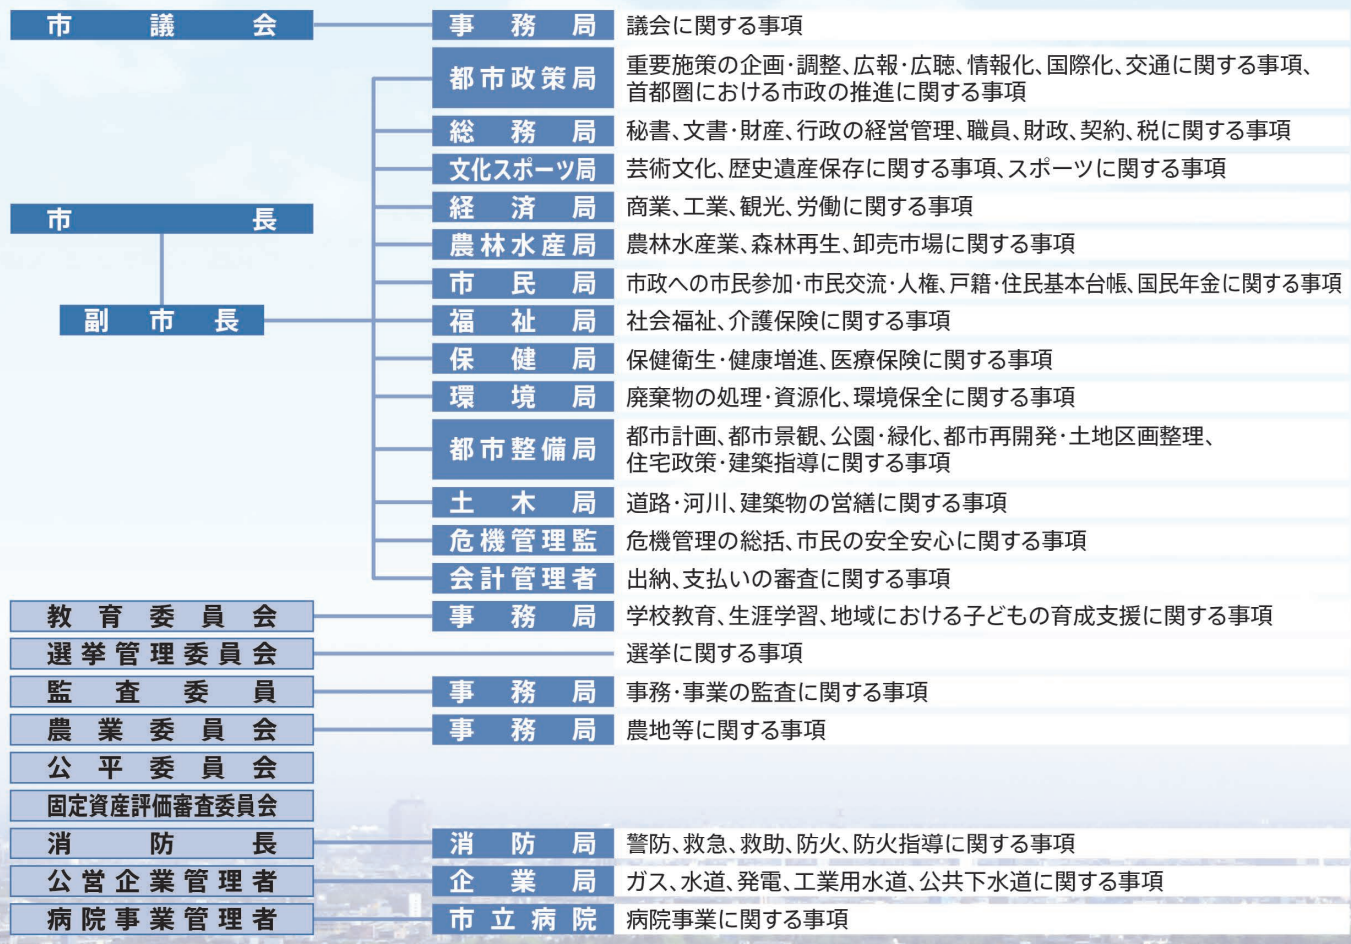 市議会
事務局
議会に関する事項
都市政策局
重要施策の企画・調整、広報・広聴、情報化、国際化、交通に関する事項、
首都圏における市政の推進に関する事項
総務局
秘書、文書・財産、行政の経営管理、職員、財政、契約、税に関する事項
文化スポーツ局
芸術文化、歴史遺産保存に関する事項、スポーツに関する事項
経済局
商業、工業、観光、労働に関する事項
市長
農林水産局
農林水産業、森林再生、卸売市場に関する事項
市民局
市政への市民参加・市民交流・人権、戸籍・住民基本台帳、国民年金に関する事項
副市長
福祉局
社会福祉、介護保険に関する事項
保健局
保健衛生・健康増進、医療保険に関する事項
環境局
廃棄物の処理・資源化、環境保全に関する事項
都市整備局
都市計画、都市景観、公園・緑化、都市再開発・土地区画整理、
住宅政策・建築指導に関する事項
土木局
道路・河川、建築物の営繕に関する事項
危機管理監
危機管理の総括、市民の安全安心に関する事項
会計管理者
出納、支払いの審査に関する事項
教育委員会
事務局
学校教育、生涯学習、地域における子どもの育成支援に関する事項
選挙管理委員会
選挙に関する事項
監査委員
事務局
事務・事業の監査に関する事項
農業委員会
事務局
農地等に関する事項
公平委員会
固定資産評価審査委員会
消防長
消防局
警防、救急、救助、防火、防火指導に関する事項
公営企業管理者
企業局
ガス、水道、発電、工業用水道、公共下水道に関する事項
病院事業管理者
市立病院
病院事業に関する事項